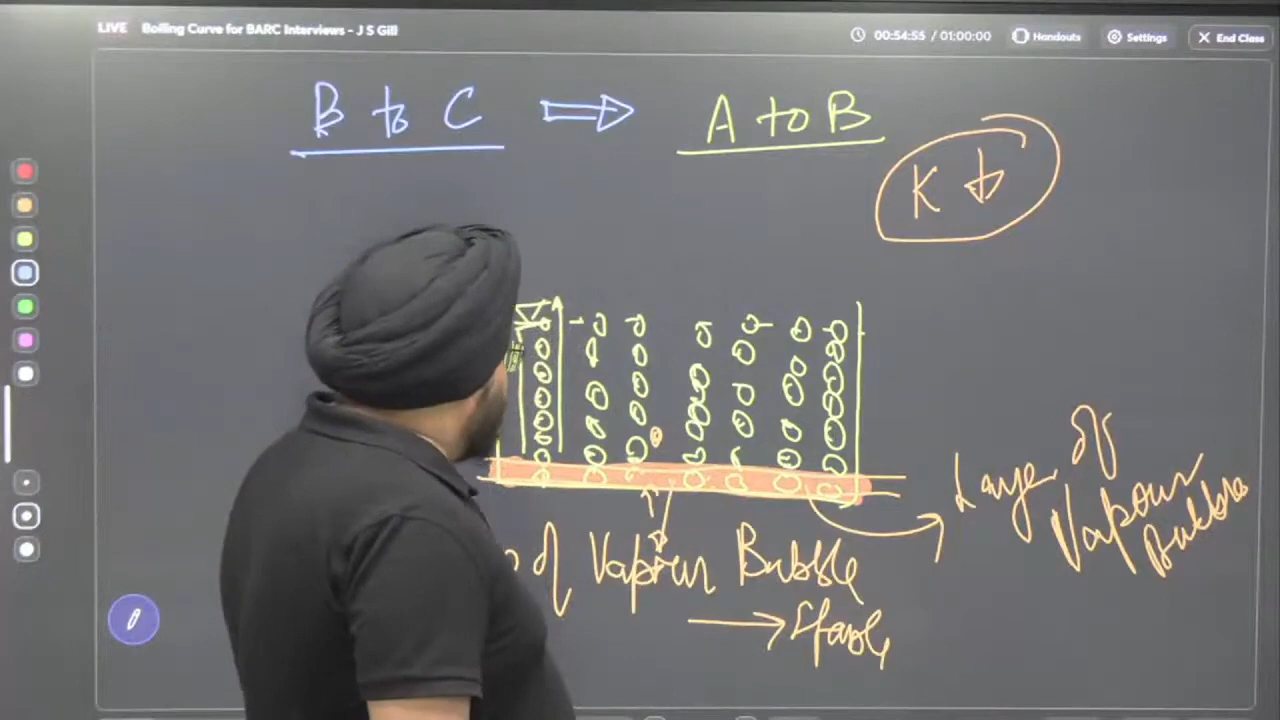 LIVE Boiling Curve for BARC Interviews - J S Gill
00:54:55 / 01:00:00 Handouts Settings End Class
B to C ⇒ A to B
K ↓
Layer of
Vapour
Bubble
of Vapour Bubble
→ Stable